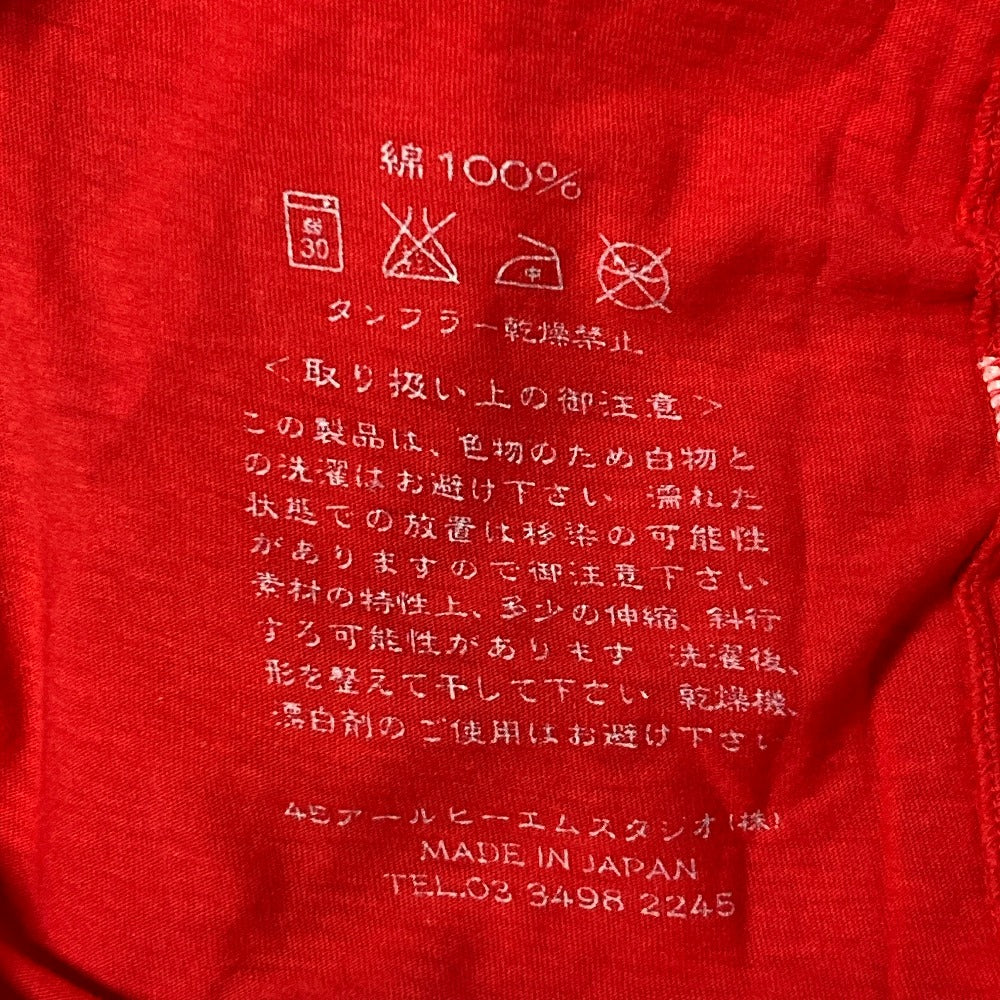 綿100%
弱
30
中
タンブラー乾燥禁止
<取り扱い上の御注意>
この製品は、色物のため白物と
の洗濯はお避け下さい 濡れた
状態での放置は移染の可能性
がありますので御注意下さい
素材の特性上、多少の伸縮、斜行
する可能性があります 洗濯後、
形を整えて干して下さい 乾燥機、
漂白剤のご使用はお避け下さい
45アールピーエムスタジオ(株)
MADE IN JAPAN
TEL.03 3498 2245